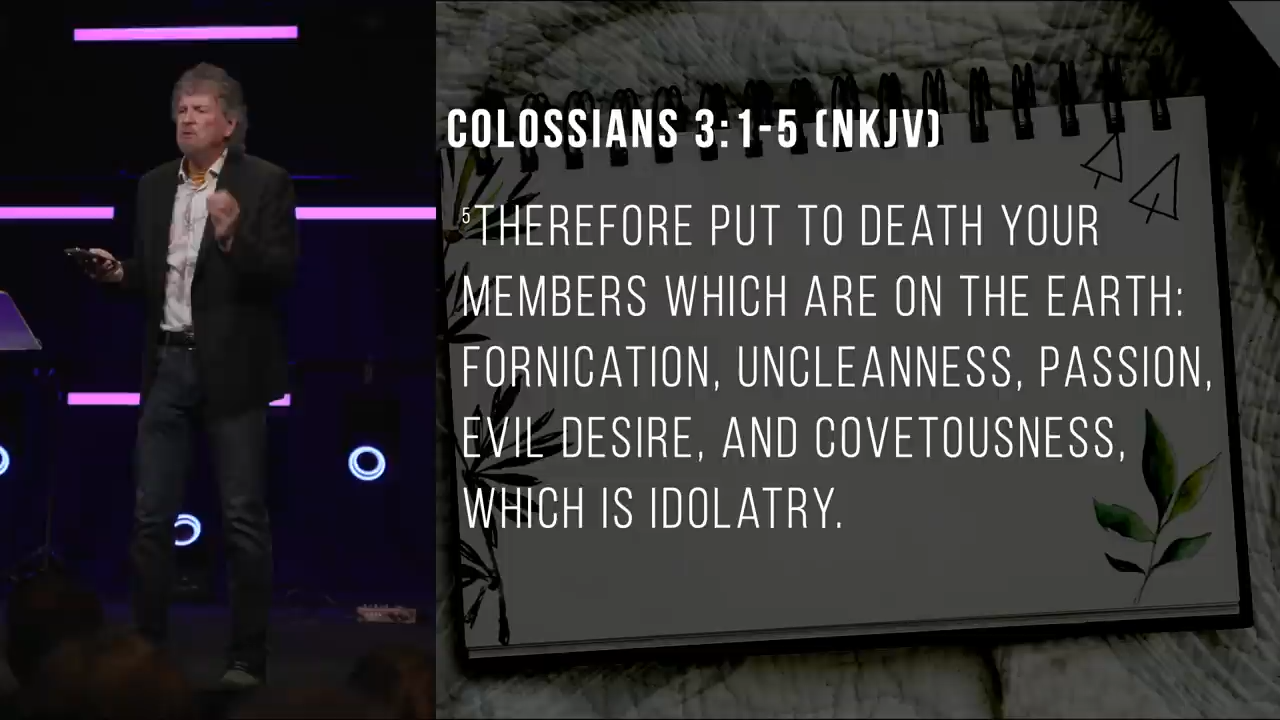 COLOSSIANS 3:1-5 (NKJV)
⁵THEREFORE PUT TO DEATH YOUR
MEMBERS WHICH ARE ON THE EARTH:
FORNICATION, UNCLEANNESS, PASSION,
EVIL DESIRE, AND COVETOUSNESS,
WHICH IS IDOLATRY.